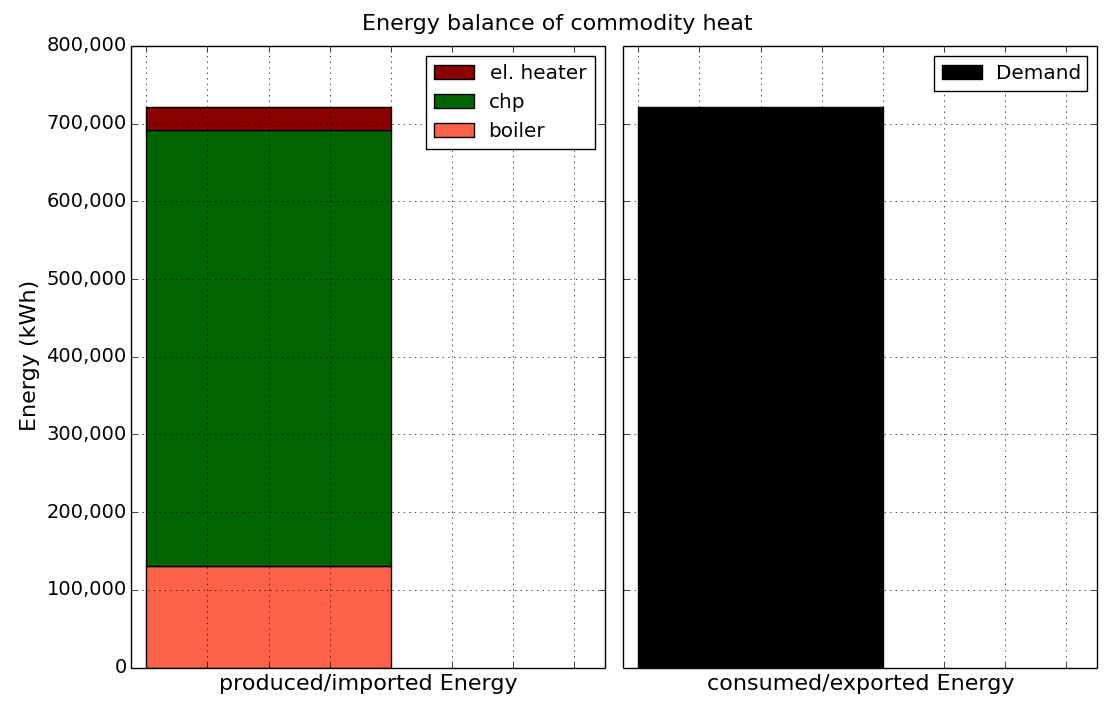 Energy balance of commodity heat
Energy (kWh)
800,000
700,000
600,000
500,000
400,000
300,000
200,000
100,000
0
el. heater
chp
boiler
produced/imported Energy
Demand
consumed/exported Energy